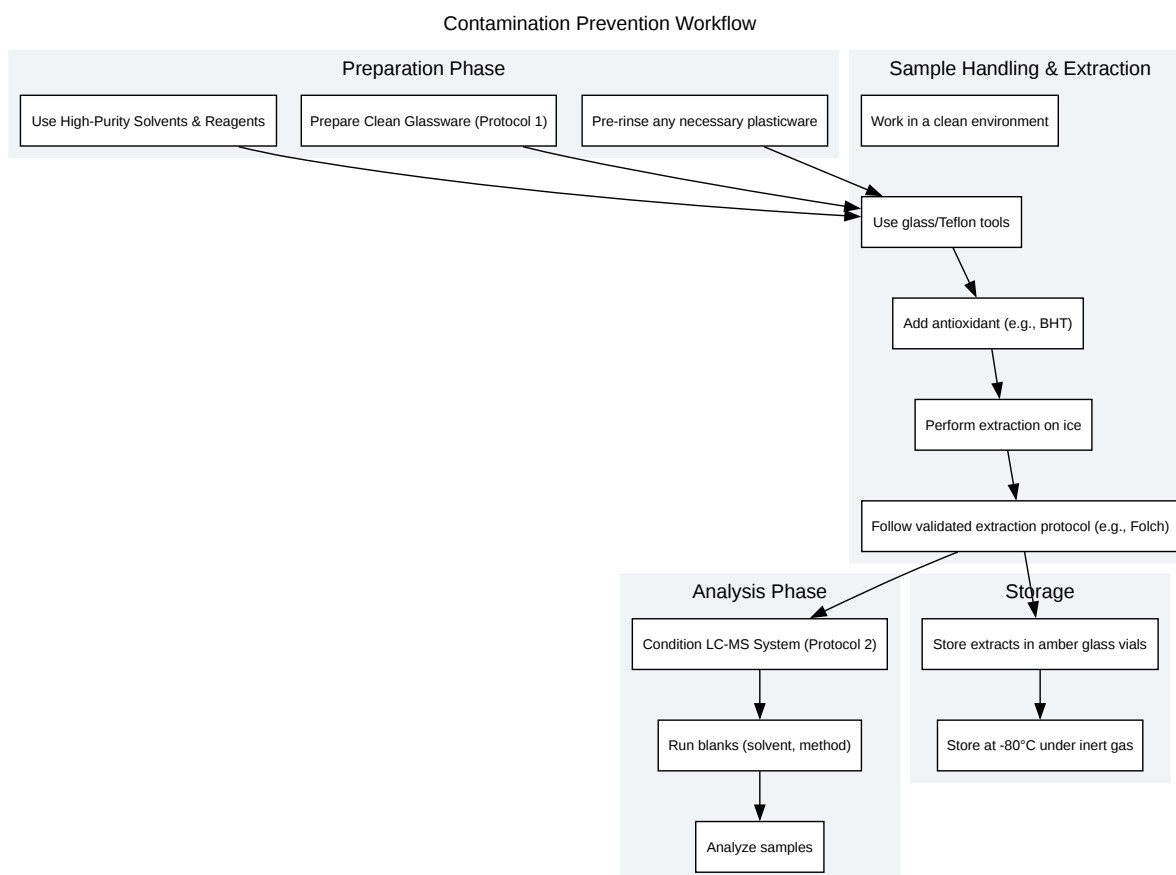 Contamination Prevention Workflow
Preparation Phase
Sample Handling & Extraction
Use High-Purity Solvents & Reagents
Prepare Clean Glassware (Protocol 1)
Pre-rinse any necessary plasticware
Work in a clean environment
Use glass/Teflon tools
Add antioxidant (e.g., BHT)
Perform extraction on ice
Follow validated extraction protocol (e.g., Folch)
Analysis Phase
Storage
Condition LC-MS System (Protocol 2)
Store extracts in amber glass vials
Run blanks (solvent, method)
Store at -80°C under inert gas
Analyze samples